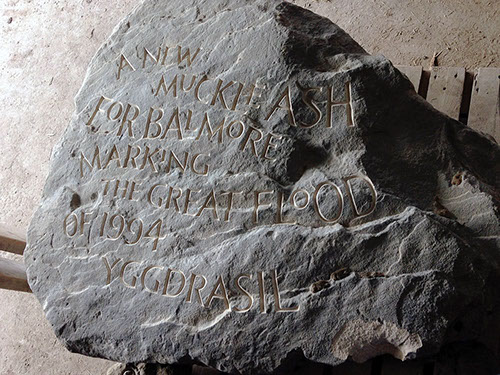 A NEW
MUCKLE ASH
FOR BALMORE
MARKING
THE GREAT FLOOD
OF 1994
YGGDRASIL